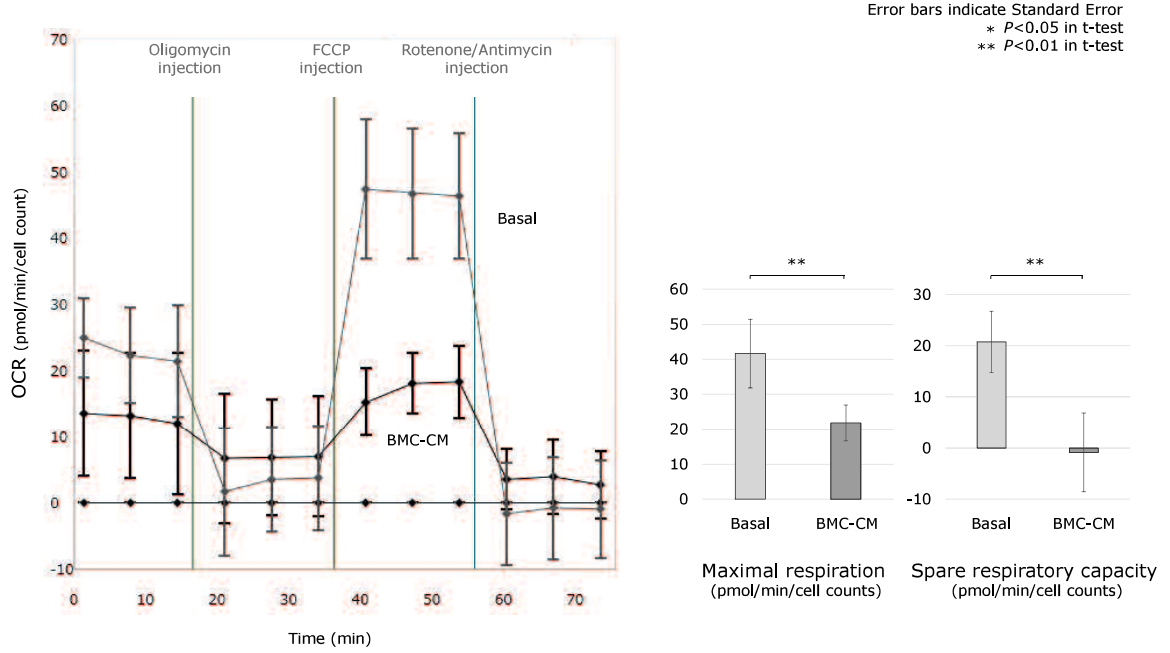 Error bars indicate Standard Error
* P<0.05 in t-test
** P<0.01 in t-test
Oligomycin
injection
FCCP
injection
Rotenone/Antimycin
injection
OCR (pmol/min/cell count)
70
60
50
40
30
20
10
0
-10
Basal
BMC-CM
0 10 20 30 40 50 60 70
Time (min)
**
60
50
40
30
20
10
0
Basal BMC-CM
Maximal respiration
(pmol/min/cell counts)
**
30
20
10
0
-10
Basal BMC-CM
Spare respiratory capacity
(pmol/min/cell counts)